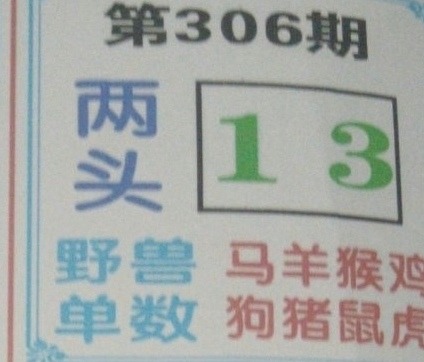 第306期
两头
1 3
野兽 马羊猴鸡
单数 狗猪鼠虎